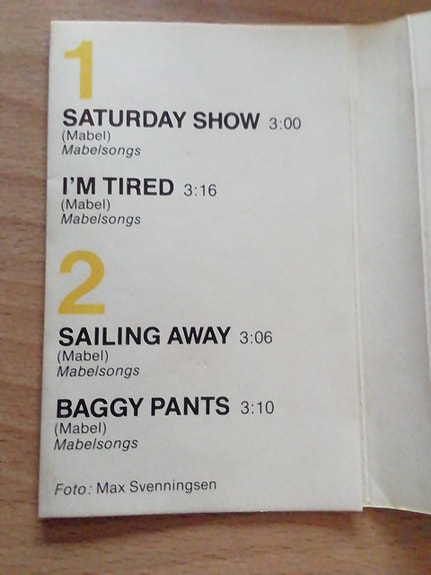 1
SATURDAY SHOW 3:00
(Mabel)
Mabelsongs
I'M TIRED 3:16
(Mabel)
Mabelsongs
2
SAILING AWAY 3:06
(Mabel)
Mabelsongs
BAGGY PANTS 3:10
(Mabel)
Mabelsongs
Foto: Max Svenningsen